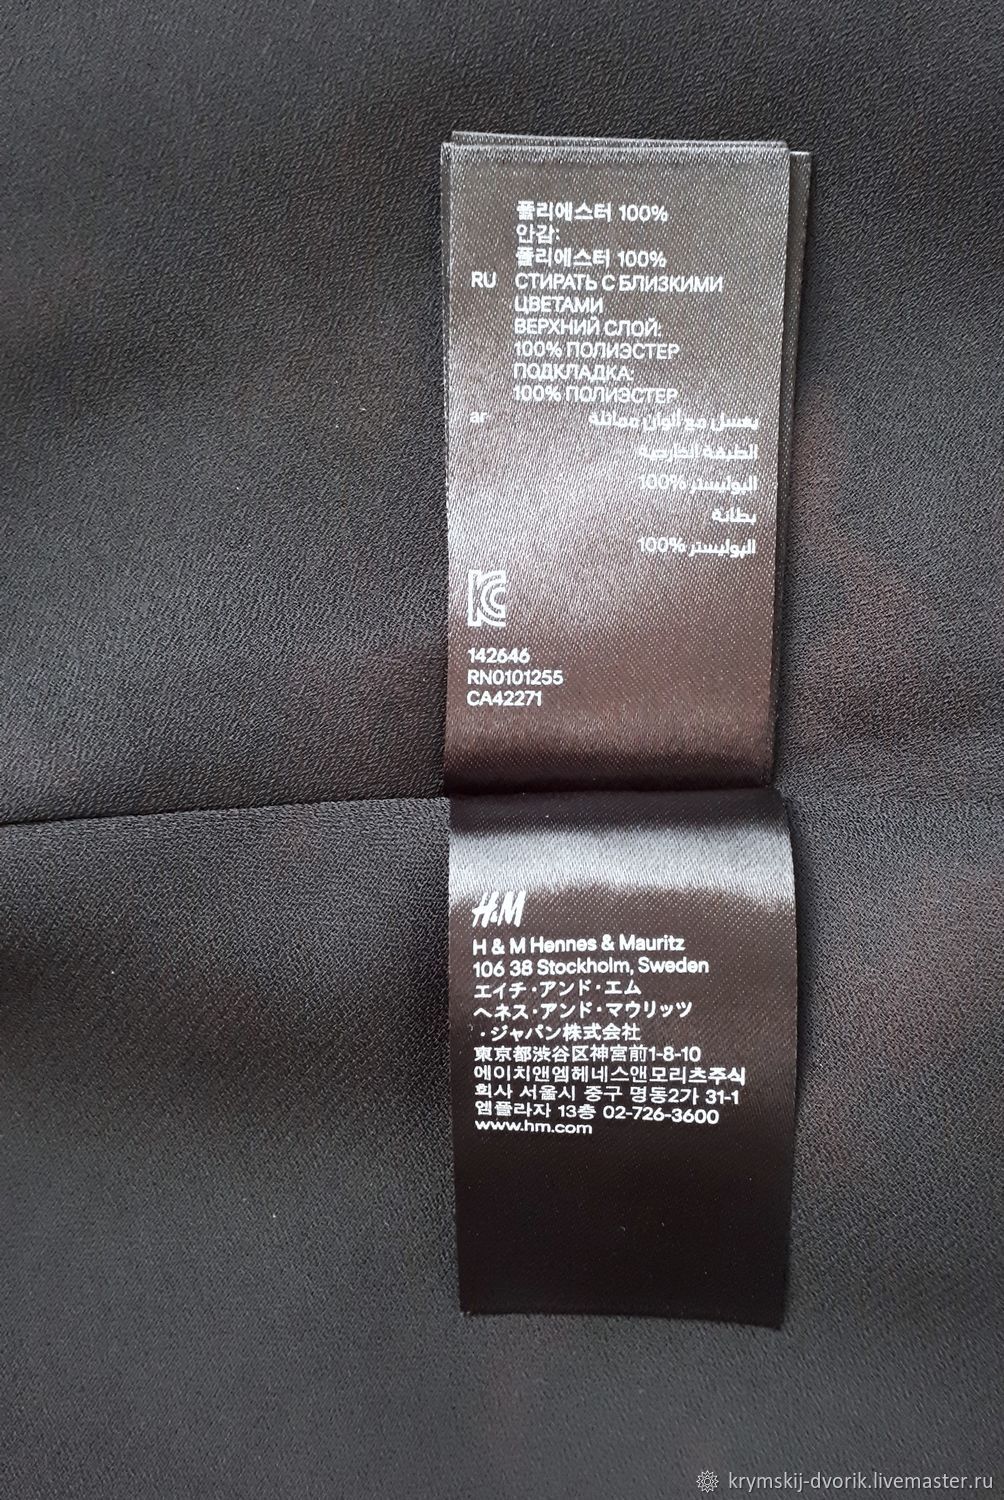 폴리에스터 100%
안감:
폴리에스터 100%
RU СТИРАТЬ С БЛИЗКИМИ
ЦВЕТАМИ
ВЕРХНИЙ СЛОЙ:
100% ПОЛИЭСТЕР
ПОДКЛАДКА:
100% ПОЛИЭСТЕР
ar يغسل مع ألوان مماثلة
الطبقة الخارجية
البوليستر 100%
بطانة
البوليستر 100%
142646
RN0101255
CA42271
H&M
H & M Hennes & Mauritz
106 38 Stockholm, Sweden
エイチ・アンド・エム
ヘネス・アンド・マウリッツ
・ジャパン株式会社
東京都渋谷区神宮前1-8-10
에이치앤엠헤네스앤모리츠주식
회사 서울시 중구 명동2가 31-1
엠플라자 13층 02-726-3600
www.hm.com
krymskij-dvorik.livemaster.ru